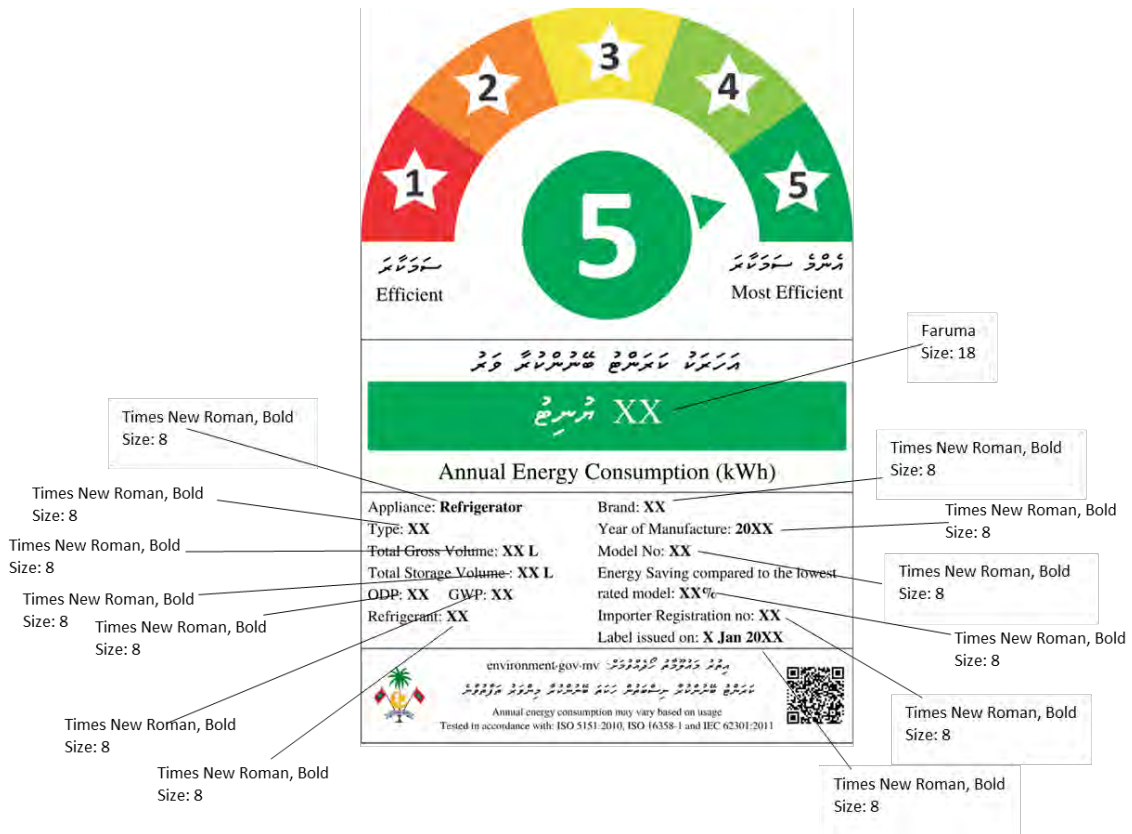 3
2
4
1
5
5
ސަމަކާރަ
Efficient
އެންމެ ސަމަކާރަ
Most Efficient
Faruma
Size: 18
އަހަރަކު ކަރަންޓު ބޭނުންކުރާ ވަރު
XX ޔުނިޓު
Annual Energy Consumption (kWh)
Times New Roman, Bold
Size: 8
Times New Roman, Bold
Size: 8
Times New Roman, Bold
Size: 8
Times New Roman, Bold
Size: 8
Times New Roman, Bold
Size: 8
Times New Roman, Bold
Size: 8
Times New Roman, Bold
Size: 8
Appliance: Refrigerator
Type: XX
Total Gross Volume: XX L
Total Storage Volume : XX L
ODP: XX GWP: XX
Refrigerant: XX
Brand: XX
Year of Manufacture: 20XX
Model No: XX
Energy Saving compared to the lowest
rated model: XX%
Importer Registration no: XX
Label issued on: X Jan 20XX
Times New Roman, Bold
Size: 8
Times New Roman, Bold
Size: 8
Times New Roman, Bold
Size: 8
Times New Roman, Bold
Size: 8
Times New Roman, Bold
Size: 8
Times New Roman, Bold
Size: 8
އިތުރު މަޢުލޫމާތު ހޯއްދެވުމަށް: environment.gov.mv
ކަރަންޓު ބޭނުންކުރާ ނިސްބަތުން ހަކަތަ ބޭނުންކުރާ މިންވަރު ތަފާތުވާނެ
Annual energy consumption may vary based on usage
Tested in accordance with: ISO 5151:2010, ISO 16358-1 and IEC 62301:2011